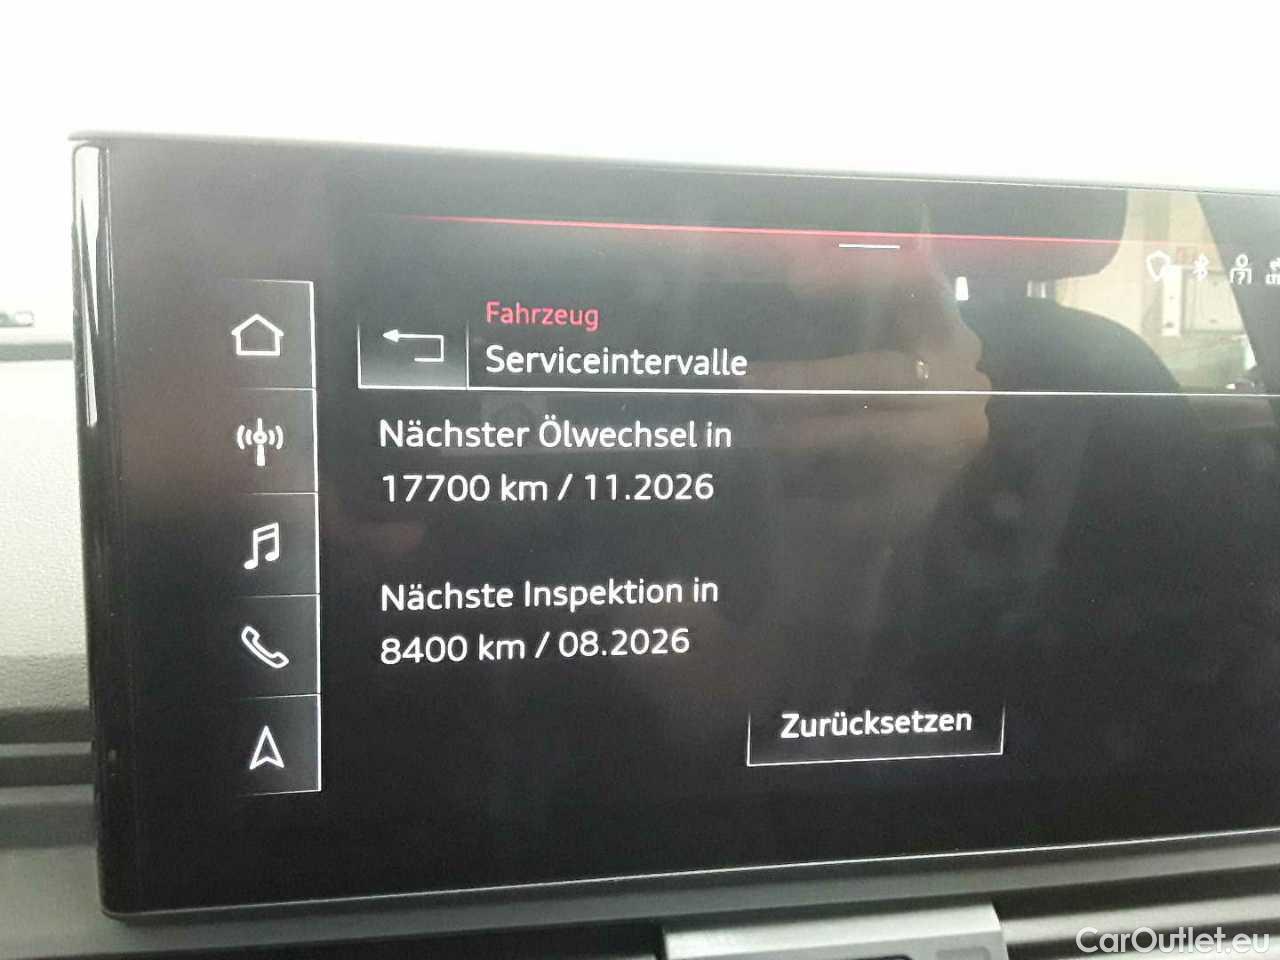 Fahrzeug
Serviceintervalle
Nächster Ölwechsel in
17700 km / 11.2026
Nächste Inspektion in
8400 km / 08.2026
Zurücksetzen
CarOutlet.eu